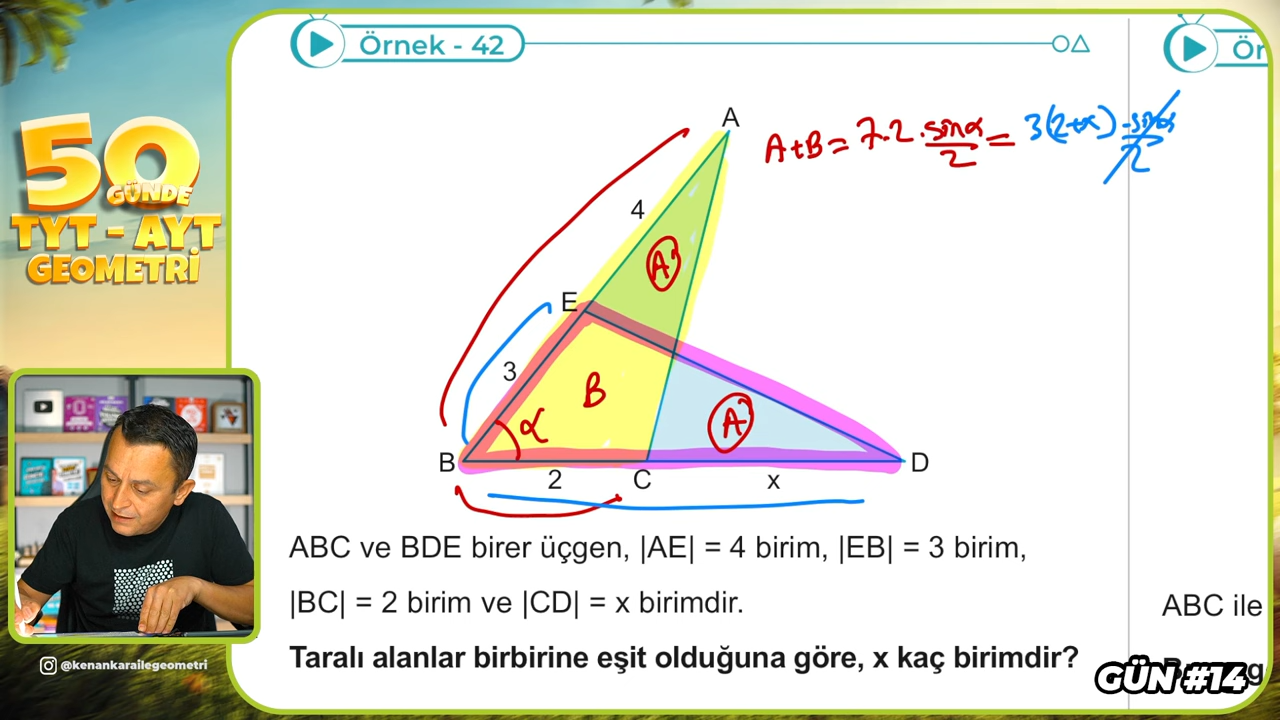 Örnek - 42
Ör
50
GÜNDE
TYT - AYT
GEOMETRİ
A
A+B = 7.2 . sinα/2 = 3(2+x) . sinα/2
4
A
E
3
B
α
A
B
2
C
x
D
ABC ve BDE birer üçgen, |AE| = 4 birim, |EB| = 3 birim,
|BC| = 2 birim ve |CD| = x birimdir.
Taralı alanlar birbirine eşit olduğuna göre, x kaç birimdir?
ABC ile
GÜN #14
@kenankarailegeometri